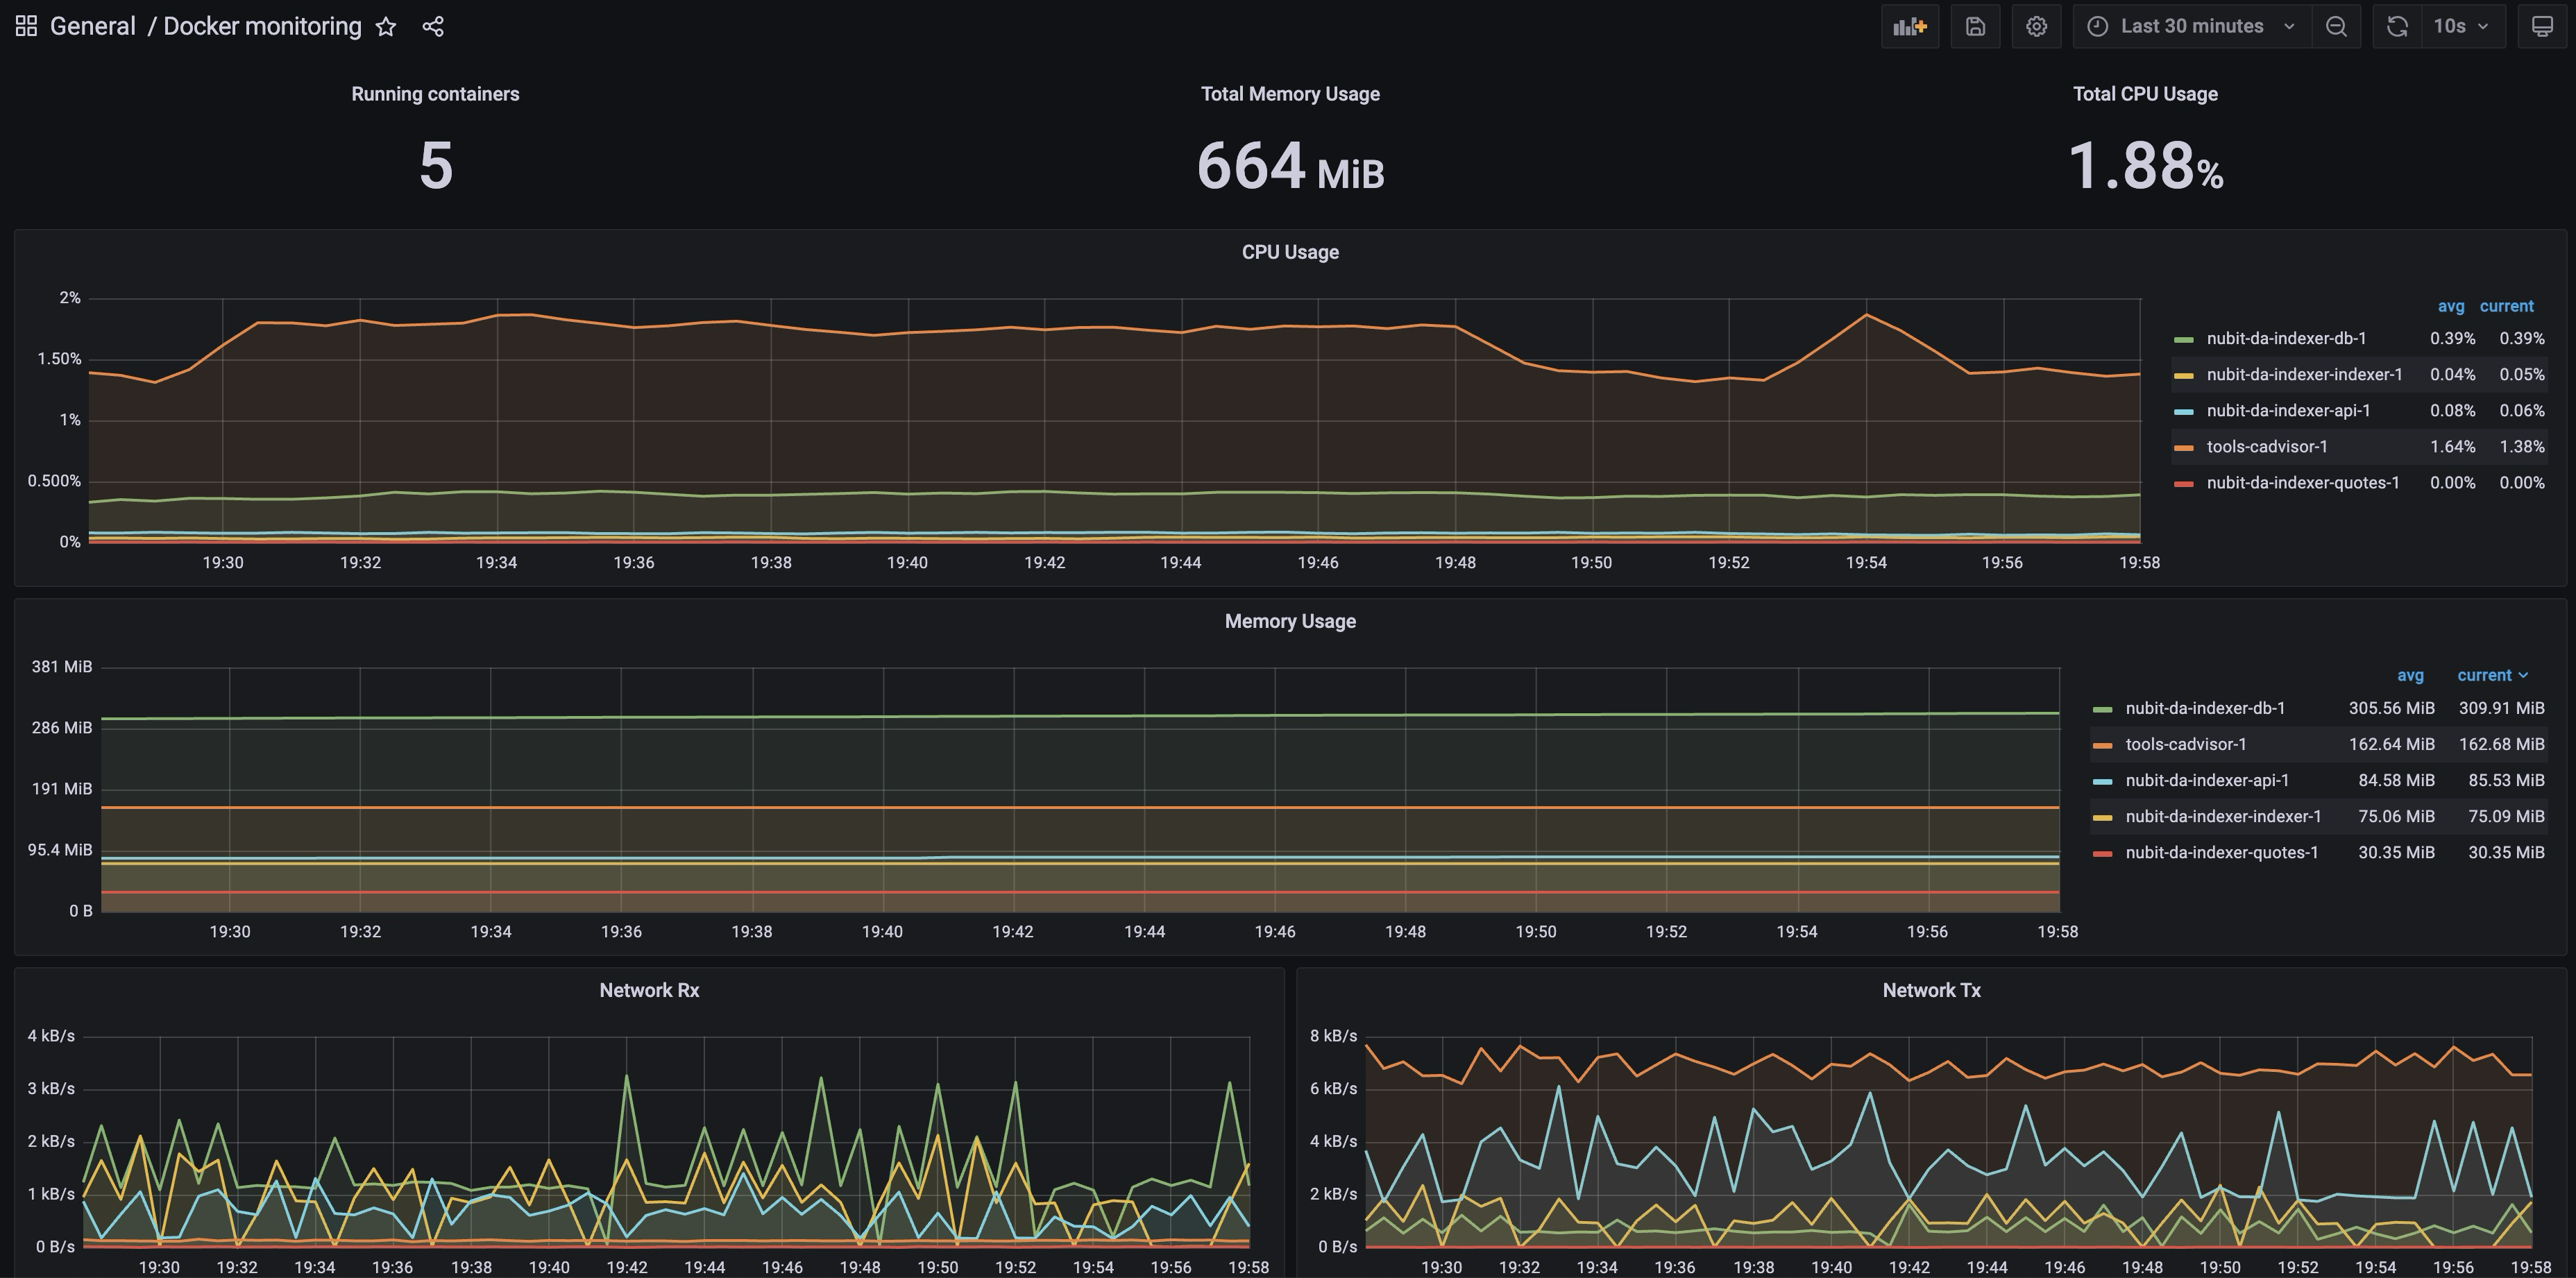 General / Docker monitoring
Last 30 minutes
10s
Running containers
5
Total Memory Usage
664 MiB
Total CPU Usage
1.88%
CPU Usage
2%
1.50%
1%
0.500%
0%
19:30 19:32 19:34 19:36 19:38 19:40 19:42 19:44 19:46 19:48 19:50 19:52 19:54 19:56 19:58
avg current
nubit-da-indexer-db-1 0.39% 0.39%
nubit-da-indexer-indexer-1 0.04% 0.05%
nubit-da-indexer-api-1 0.08% 0.06%
tools-cadvisor-1 1.64% 1.38%
nubit-da-indexer-quotes-1 0.00% 0.00%
Memory Usage
381 MiB
286 MiB
191 MiB
95.4 MiB
0 B
19:30 19:32 19:34 19:36 19:38 19:40 19:42 19:44 19:46 19:48 19:50 19:52 19:54 19:56 19:58
avg current
nubit-da-indexer-db-1 305.56 MiB 309.91 MiB
tools-cadvisor-1 162.64 MiB 162.68 MiB
nubit-da-indexer-api-1 84.58 MiB 85.53 MiB
nubit-da-indexer-indexer-1 75.06 MiB 75.09 MiB
nubit-da-indexer-quotes-1 30.35 MiB 30.35 MiB
Network Rx
4 kB/s
3 kB/s
2 kB/s
1 kB/s
0 B/s
19:30 19:32 19:34 19:36 19:38 19:40 19:42 19:44 19:46 19:48 19:50 19:52 19:54 19:56 19:58
Network Tx
8 kB/s
6 kB/s
4 kB/s
2 kB/s
0 B/s
19:30 19:32 19:34 19:36 19:38 19:40 19:42 19:44 19:46 19:48 19:50 19:52 19:54 19:56 19:58